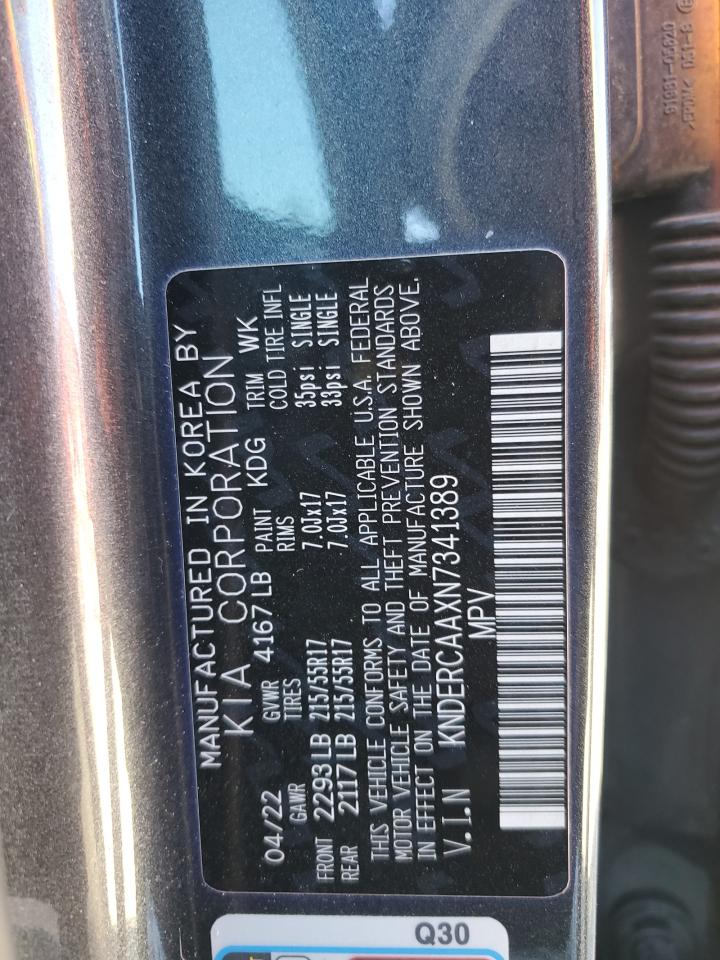 MANUFACTURED IN KOREA BY
KIA CORPORATION
04/22 GVWR 4167 LB PAINT KDG TRIM WK
GAWR TIRES RIMS COLD TIRE INFL
FRONT 2293 LB 215/55R17 7.0Jx17 35psi SINGLE
REAR 2117 LB 215/55R17 7.0Jx17 33psi SINGLE
THIS VEHICLE CONFORMS TO ALL APPLICABLE U.S.A. FEDERAL
MOTOR VEHICLE SAFETY AND THEFT PREVENTION STANDARDS
IN EFFECT ON THE DATE OF MANUFACTURE SHOWN ABOVE.
V.I.N KNDERCAAXN7341389
MPV
Q30